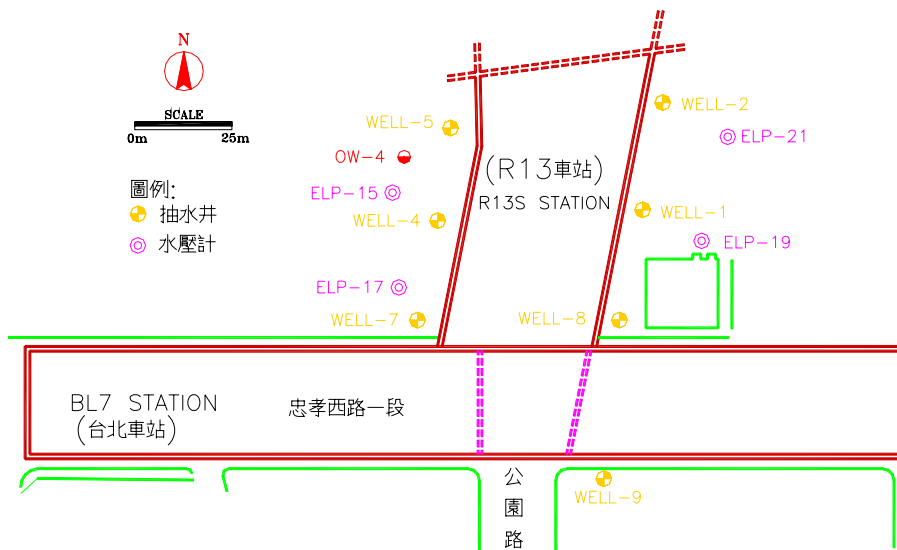 N
SCALE
0m 25m
圖例:
抽水井
水壓計
WELL-5
OW-4
ELP-15
WELL-4
ELP-17
WELL-7
WELL-2
ELP-21
(R13車站)
R13S STATION
WELL-1
ELP-19
WELL-8
BL7 STATION
(台北車站)
忠孝西路一段
公園路
WELL-9